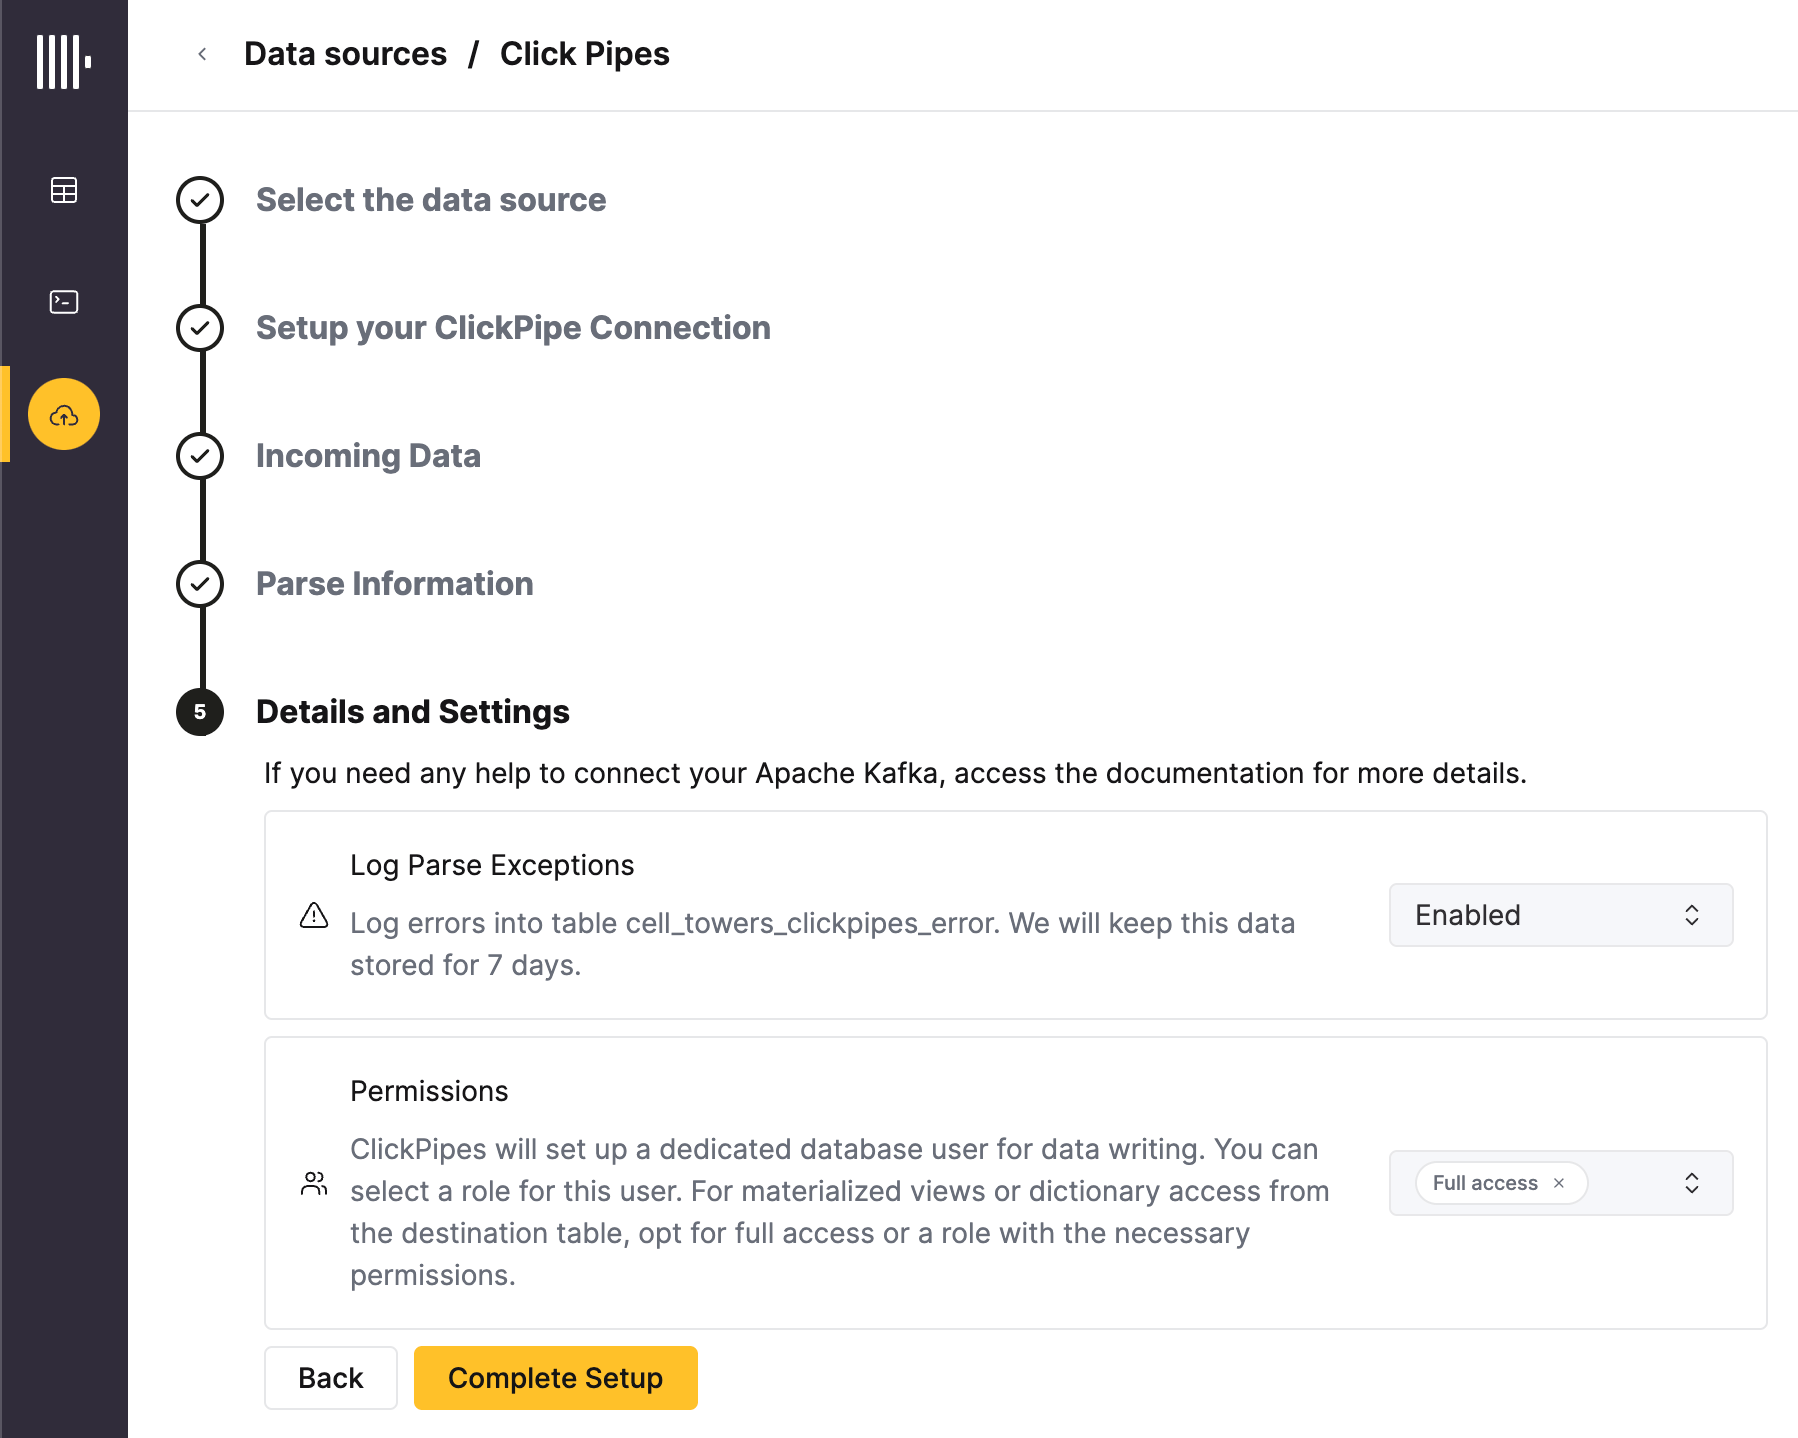 Data sources / Click Pipes
Select the data source
Setup your ClickPipe Connection
Incoming Data
Parse Information
5 Details and Settings
If you need any help to connect your Apache Kafka, access the documentation for more details.
Log Parse Exceptions
Log errors into table cell_towers_clickpipes_error. We will keep this data
stored for 7 days.
Enabled
Permissions
ClickPipes will set up a dedicated database user for data writing. You can
select a role for this user. For materialized views or dictionary access from
the destination table, opt for full access or a role with the necessary
permissions.
Full access ×
Back
Complete Setup